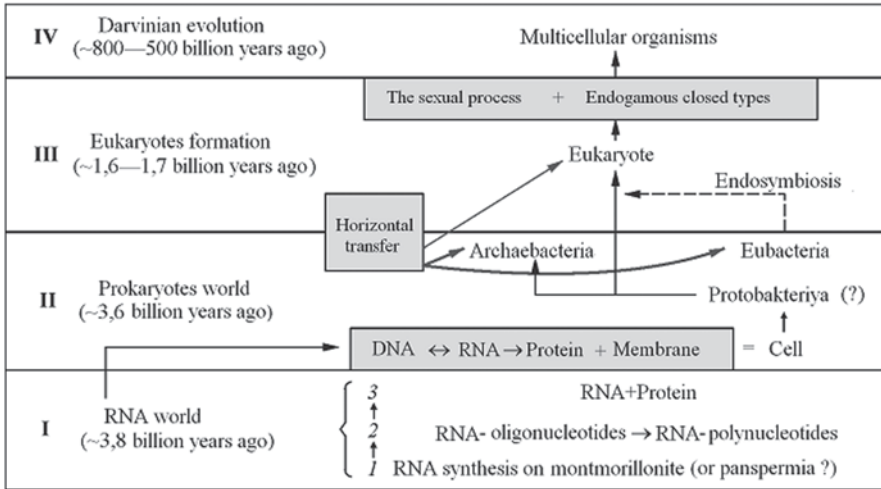 IV Darvinian evolution
(~800—500 billion years ago)
Multicellular organisms
The sexual process + Endogamous closed types
III Eukaryotes formation
(~1,6—1,7 billion years ago)
Eukaryote
Endosymbiosis
Horizontal
transfer
Archaebacteria
Eubacteria
II Prokaryotes world
(~3,6 billion years ago)
Protobakteriya (?)
DNA ↔ RNA → Protein + Membrane = Cell
I RNA world
(~3,8 billion years ago)
3 RNA+Protein
2 RNA- oligonucleotides → RNA-polynucleotides
1 RNA synthesis on montmorillonite (or panspermia ?)